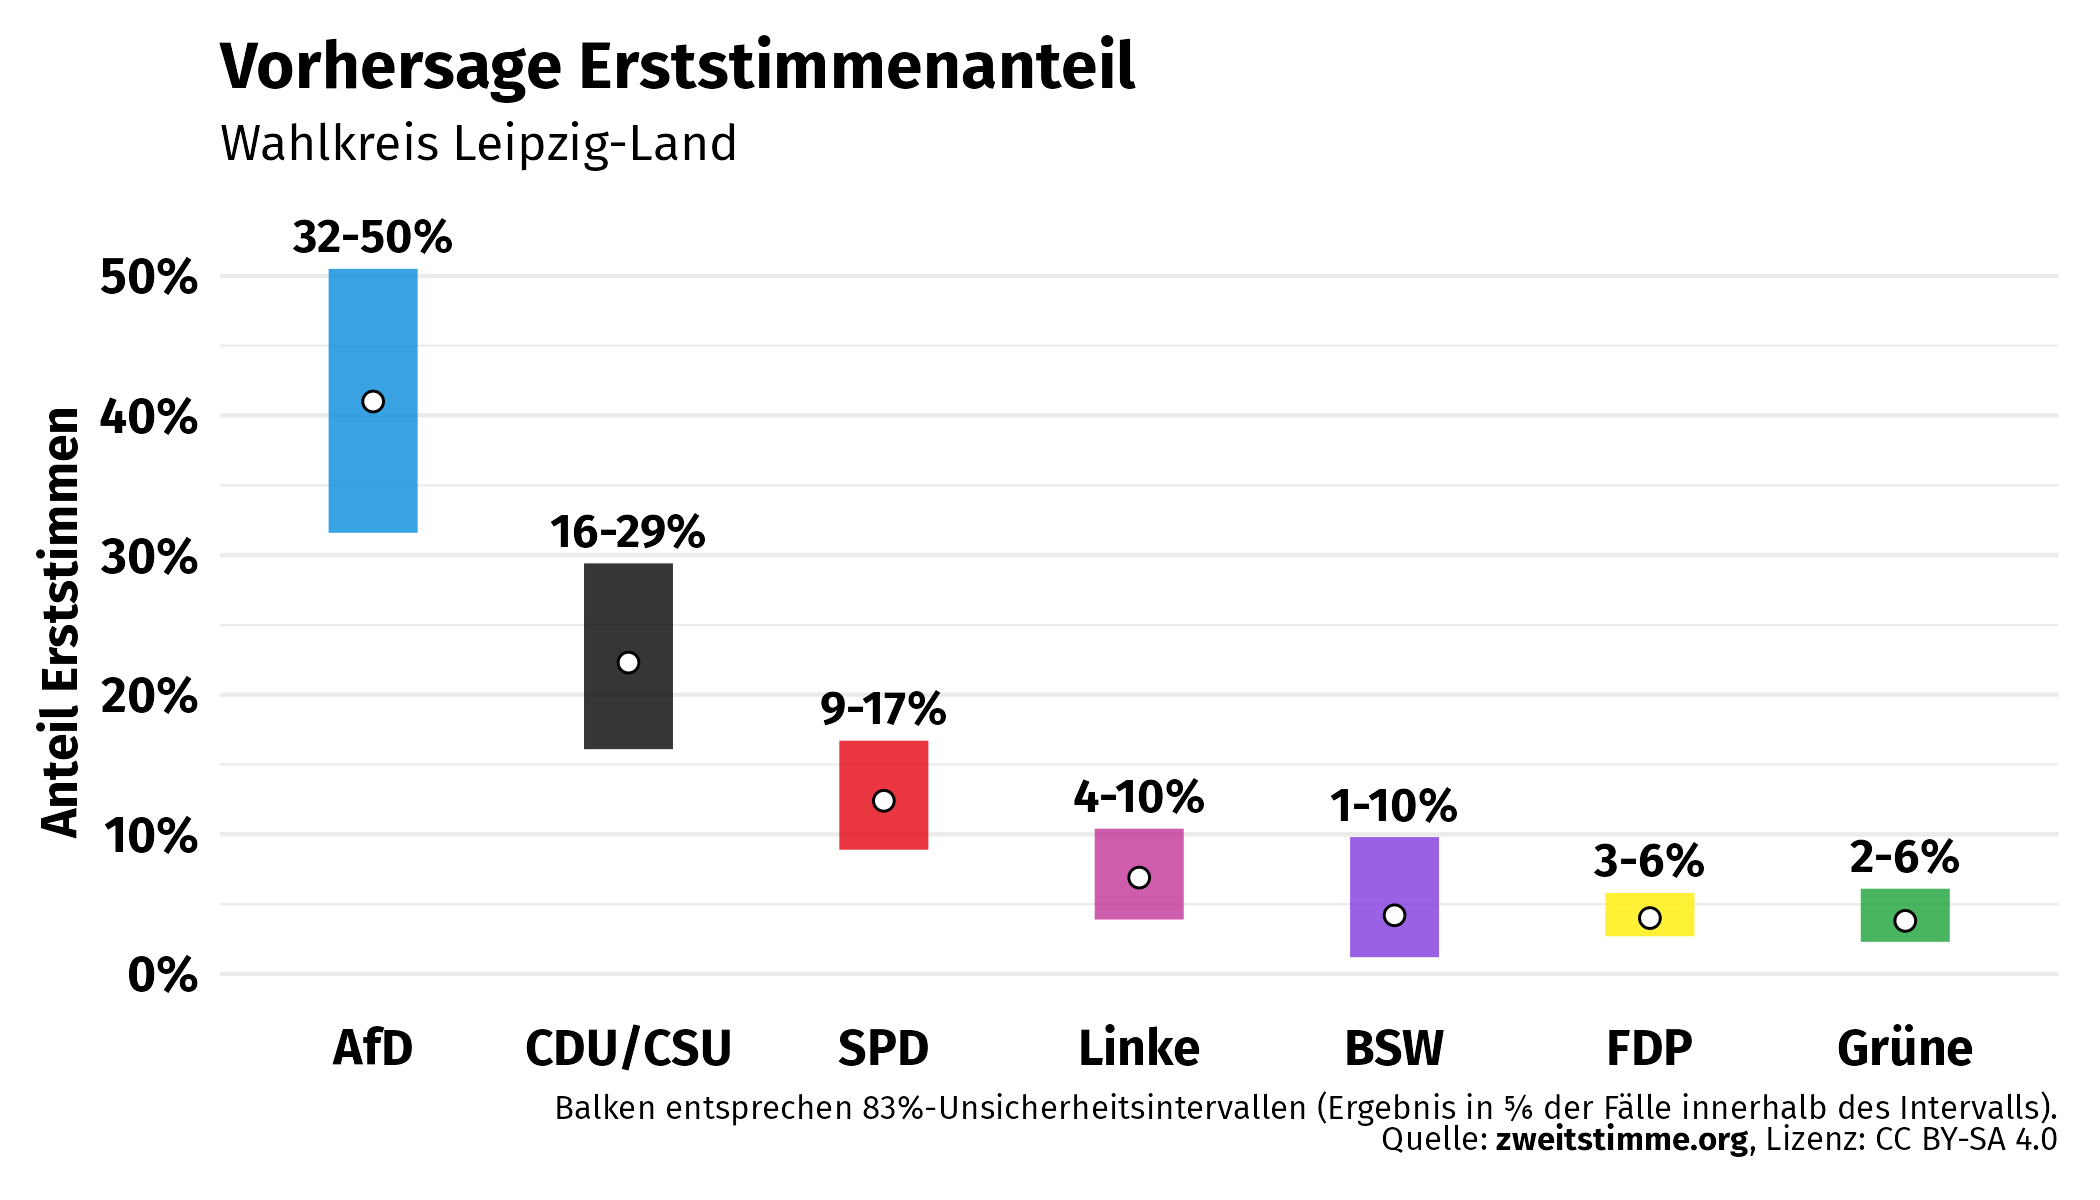 Vorhersage Erststimmenanteil
Wahlkreis Leipzig-Land
Anteil Erststimmen
50%
40%
30%
20%
10%
0%
32-50%
16-29%
9-17%
4-10%
1-10%
3-6%
2-6%
AfD
CDU/CSU
SPD
Linke
BSW
FDP
Grüne
Balken entsprechen 83%-Unsicherheitsintervallen (Ergebnis in ⅚ der Fälle innerhalb des Intervalls).
Quelle: zweitstimme.org, Lizenz: CC BY-SA 4.0